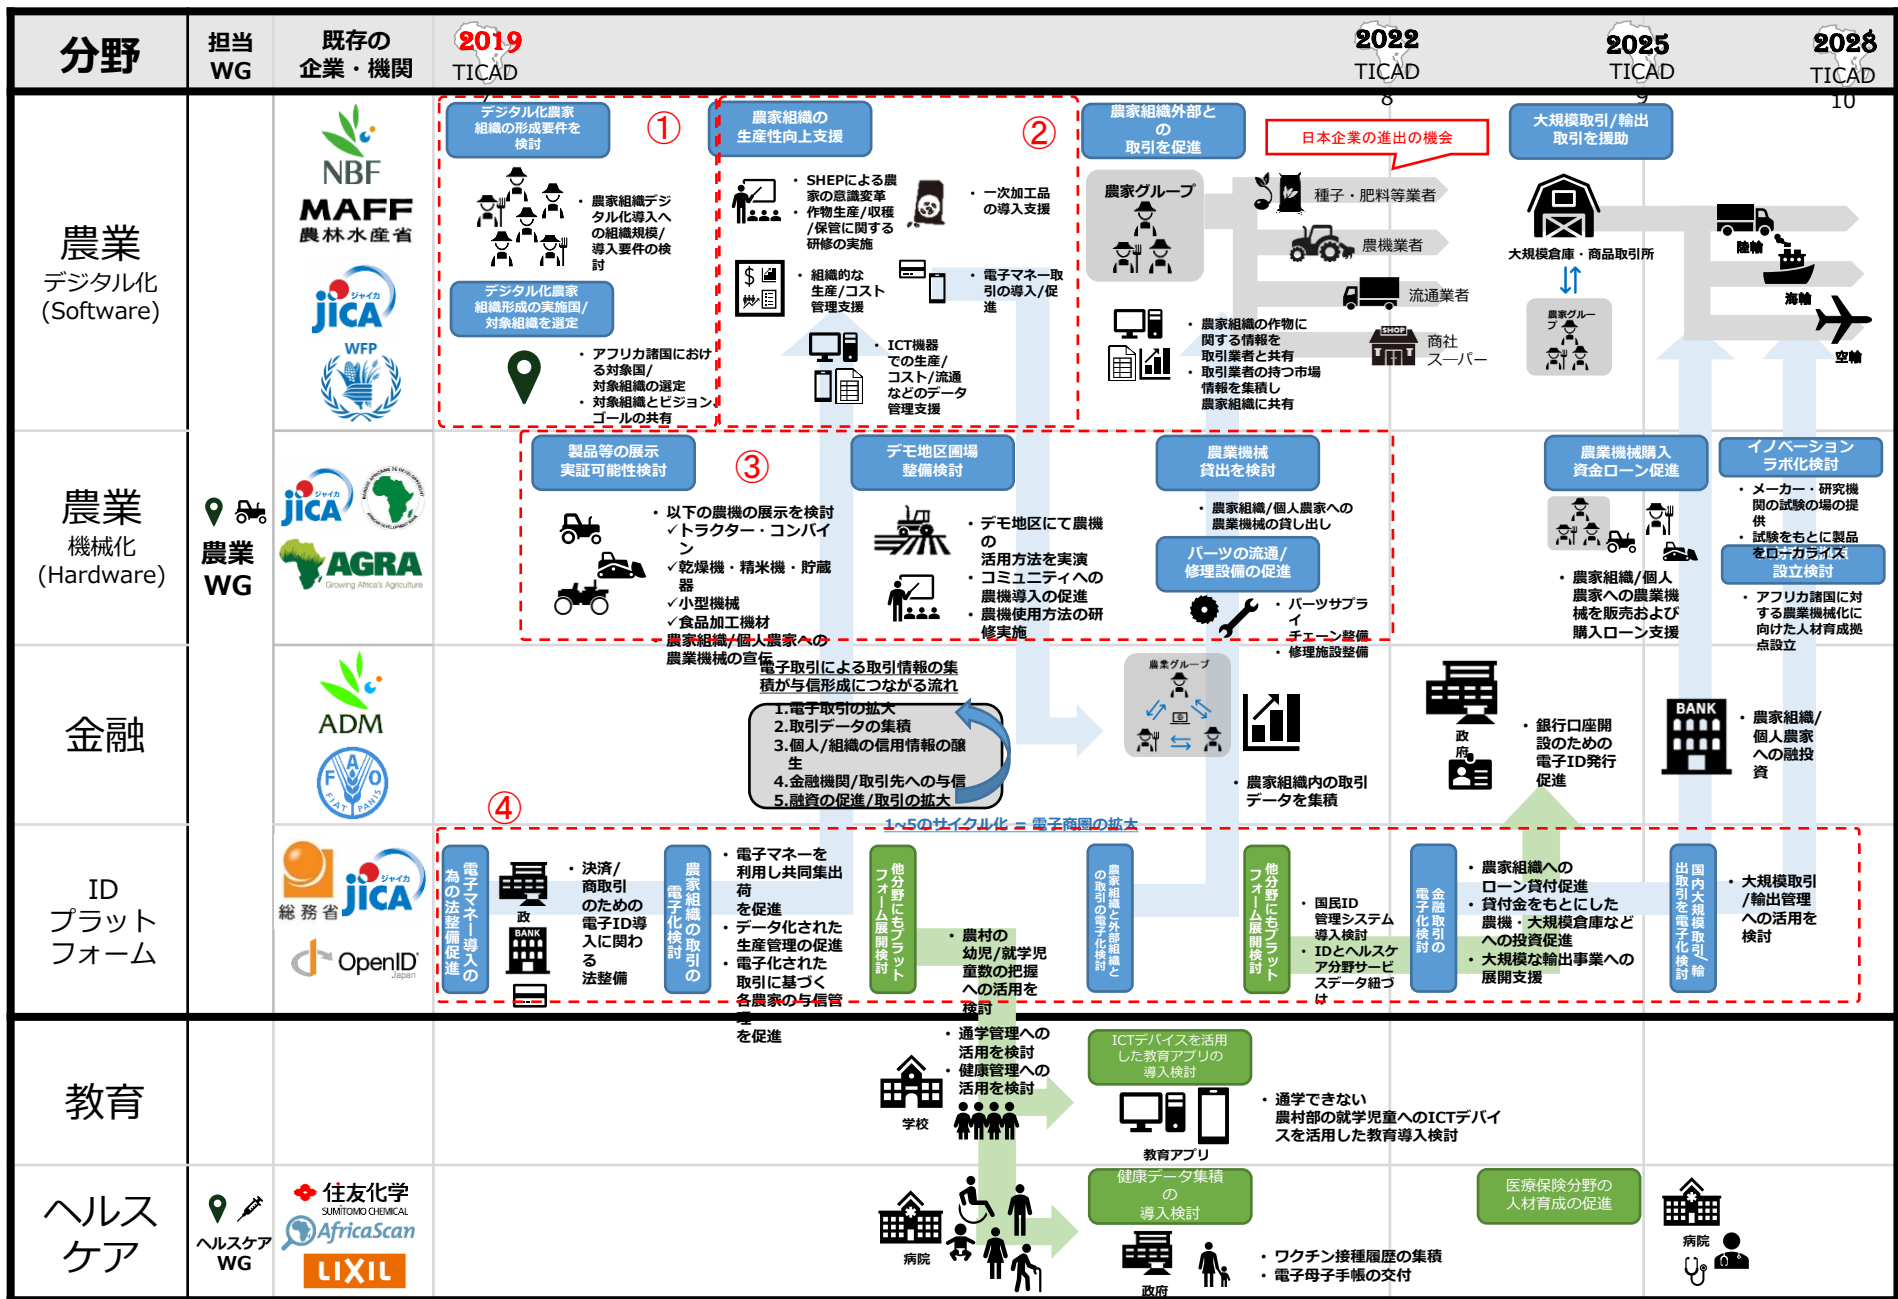 分野
担当
WG
既存の
企業・機関
2019
TICAD
7
2022
TICAD
8
2025
TICAD
9
2028
TICAD
10
農業
デジタル化
(Software)
NBF
MAFF
農林水産省
ジャイカ
JICA
WFP
デジタル化農家
組織の形成要件を
検討
①
・ 農家組織デジ
タル化導入へ
の組織規模/
導入要件の検
討
デジタル化農家
組織形成の実施国/
対象組織を選定
・ アフリカ諸国におけ
る対象国/
対象組織の選定
・ 対象組織とビジョン、
ゴールの共有
農家組織の
生産性向上支援
②
・ SHEPによる農
家の意識変革
・ 作物生産/収穫
/保管に関する
研修の実施
・ 一次加工品
の導入支援
$
・ 組織的な
生産/コスト
管理支援
・ 電子マネー取
引の導入/促
進
・ ICT機器
での生産/
コスト/流通
などのデータ
管理支援
農家組織外部と
の
取引を促進
日本企業の進出の機会
農家グループ
種子・肥料等業者
農機業者
流通業者
SHOP
商社
スーパー
・ 農家組織の作物に
関する情報を
取引業者と共有
・ 取引業者の持つ市場
情報を集積し
農家組織に共有
大規模取引/輸出
取引を援助
大規模倉庫・商品取引所
農家グルー
プ
陸輸
海輸
空輸
農業
機械化
(Hardware)
農業
WG
ジャイカ
JICA
AGRA
Growing Africa's Agriculture
製品等の展示
実証可能性検討
③
・ 以下の農機の展示を検討
✓トラクター・コンバイ
ン
✓乾燥機・精米機・貯蔵
器
✓小型機械
✓食品加工機材
・ 農家組織/個人農家への
農業機械の宣伝
デモ地区圃場
整備検討
・ デモ地区にて農機
の
活用方法を実演
・ コミュニティへの
農機導入の促進
・ 農機使用方法の研
修実施
農業機械
貸出を検討
・ 農家組織/個人農家への
農業機械の貸し出し
パーツの流通/
修理設備の促進
・ パーツサプラ
イ
チェーン整備
・ 修理施設整備
農業機械購入
資金ローン促進
・ 農家組織/個人
農家への農業機
械を販売および
購入ローン支援
イノベーション
ラボ化検討
・ メーカー・研究機
関の試験の場の提
供
・ 試験をもとに製品
をローカライズ
設立検討
・ アフリカ諸国に対
する農業機械化に
向けた人材育成拠
点設立
金融
ADM
FAO
FIAT PANIS
電子取引による取引情報の集
積が与信形成につながる流れ
1.電子取引の拡大
2.取引データの集積
3.個人/組織の信用情報の醸
生
4.金融機関/取引先への与信
5.融資の促進/取引の拡大
1~5のサイクル化 = 電子商圏の拡大
農業グループ
・ 農家組織内の取引
データを集積
政
府
・ 銀行口座開
設のための
電子ID発行
促進
BANK
・ 農家組織/
個人農家
への融投
資
ID
プラット
フォーム
総務省
ジャイカ
JICA
OpenID
Japan
④
電子マネー導入の
為の法整備促進
政
BANK
・ 決済/
商取引
のための
電子ID導
入に関わ
る
法整備
農家組織の取引の
電子化検討
・ 電子マネーを
利用し共同集出
荷
を促進
・ データ化された
生産管理の促進
・ 電子化された
取引に基づく
各農家の与信管
理
を促進
他分野にもプラット
フォーム展開検討
・ 農村の
幼児/就学児
童数の把握
への活用を
検討
農家組織と外部組織と
の取引の電子化検討
他分野にもプラット
フォーム展開検討
・ 国民ID
管理システム
導入検討
・ IDとヘルスケ
ア分野サービ
スデータ紐づ
け
金融取引の
電子化検討
・ 農家組織への
ローン貸付促進
・ 貸付金をもとにした
農機・大規模倉庫など
への投資促進
・ 大規模な輸出事業への
展開支援
国内大規模取引/輸
出取引を電子化検討
・ 大規模取引
/輸出管理
への活用を
検討
教育
・ 通学管理への
活用を検討
・ 健康管理への
活用を検討
学校
ICTデバイスを活用
した教育アプリの
導入検討
教育アプリ
・ 通学できない
農村部の就学児童へのICTデバイ
スを活用した教育導入検討
ヘルス
ケア
ヘルスケア
WG
住友化学
SUMITOMO CHEMICAL
AfricaScan
LIXIL
病院
健康データ集積
の
導入検討
政府
・ ワクチン接種履歴の集積
・ 電子母子手帳の交付
医療保険分野の
人材育成の促進
病院